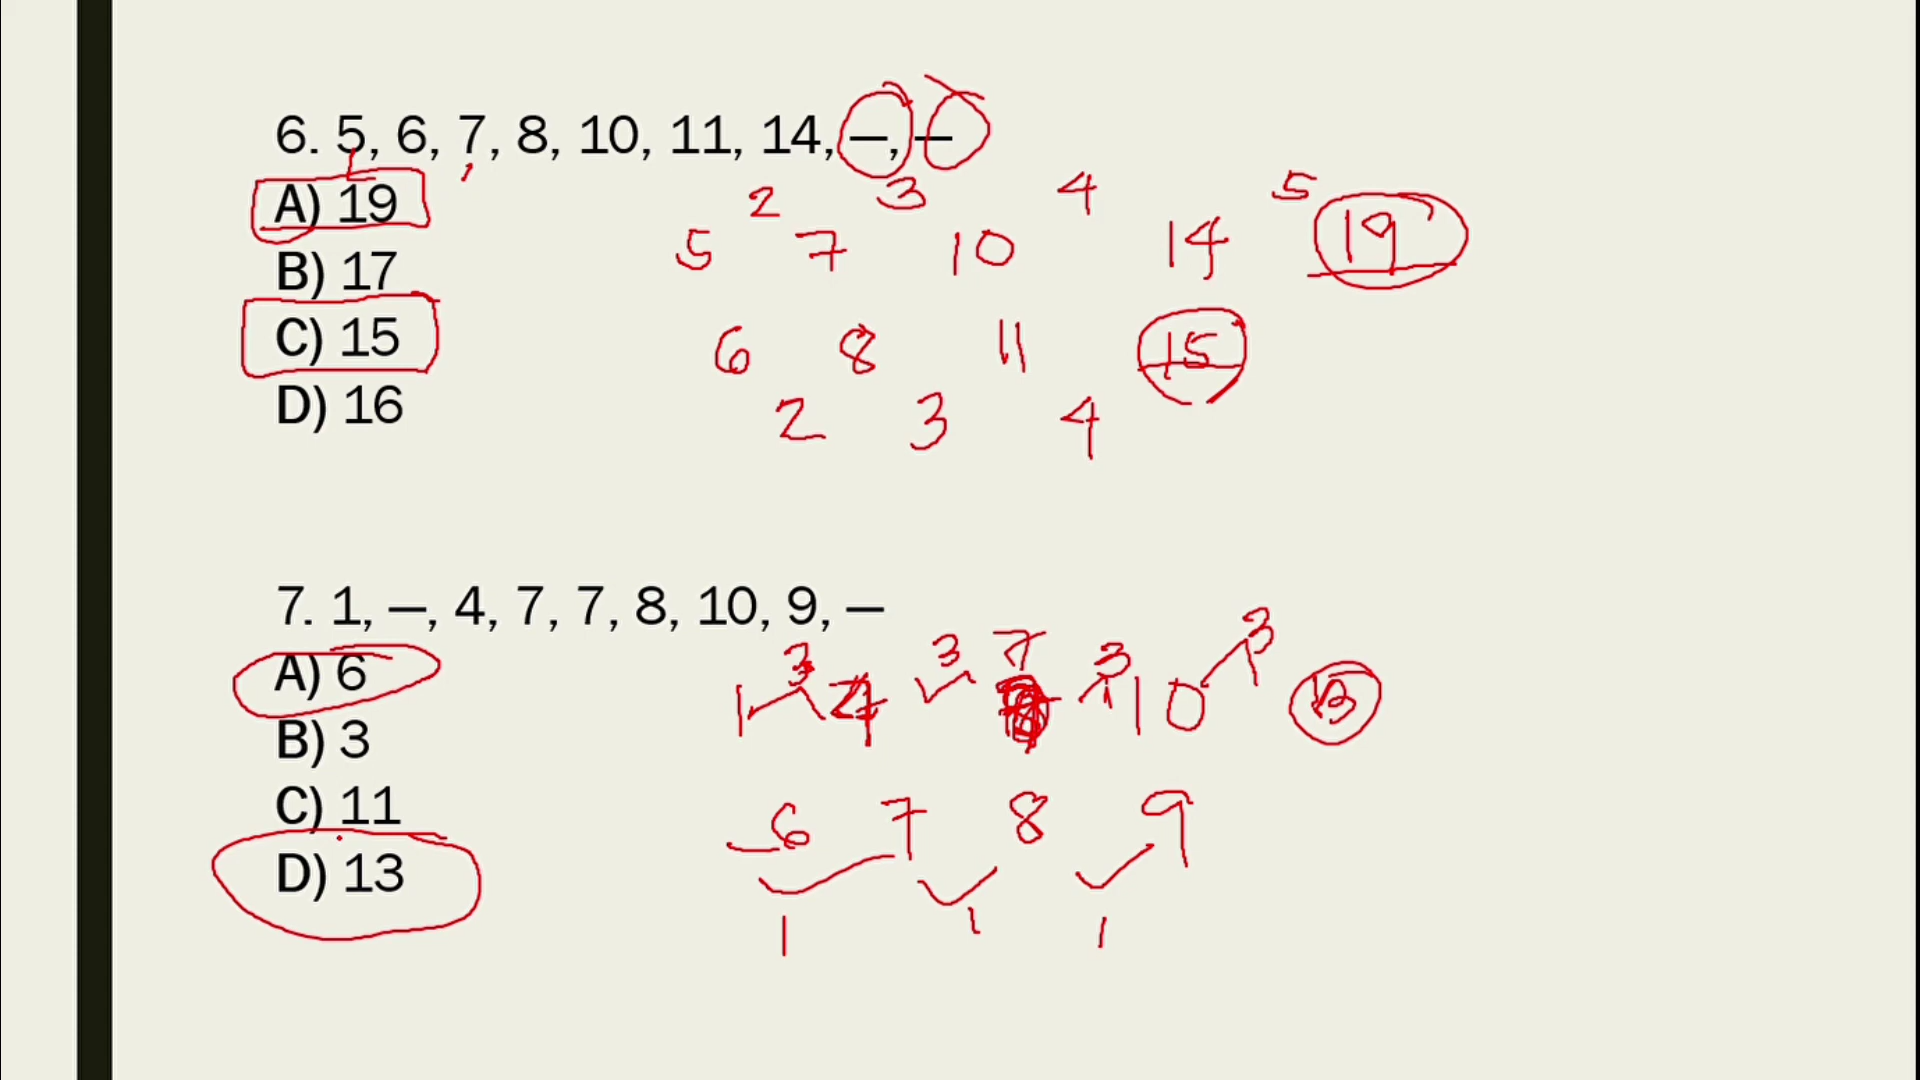 6. 5, 6, 7, 8, 10, 11, 14, —, —
A) 19
B) 17
C) 15
D) 16
2 3 4 5
5 7 10 14 19
6 8 11 15
2 3 4
7. 1, —, 4, 7, 7, 8, 10, 9, —
A) 6
B) 3
C) 11
D) 13
3 3 7 3 3
1 4 10 13
6 7 8 9
1 1 1